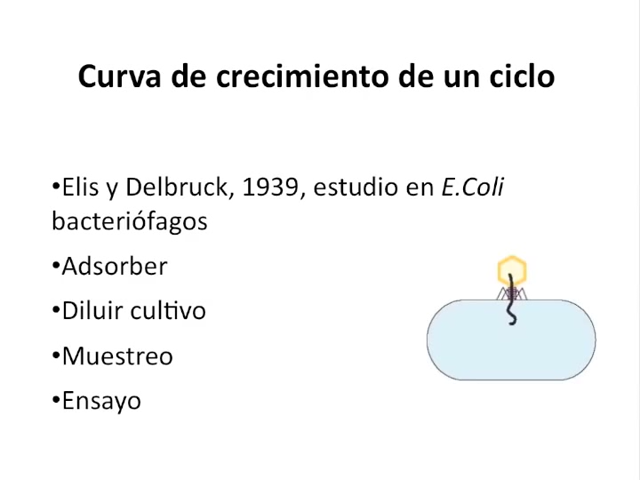 Curva de crecimiento de un ciclo
•Elis y Delbruck, 1939, estudio en E.Coli
bacteriófagos
•Adsorber
•Diluir cultivo
•Muestreo
•Ensayo